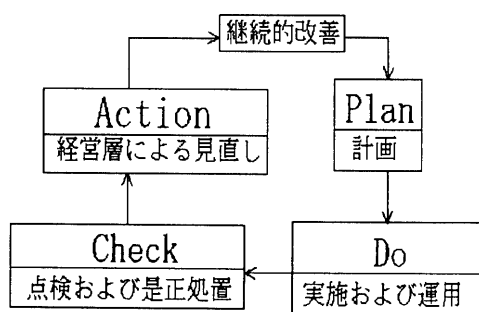 継続的改善
Plan
計画
Do
実施および運用
Check
点検および是正処置
Action
経営層による見直し